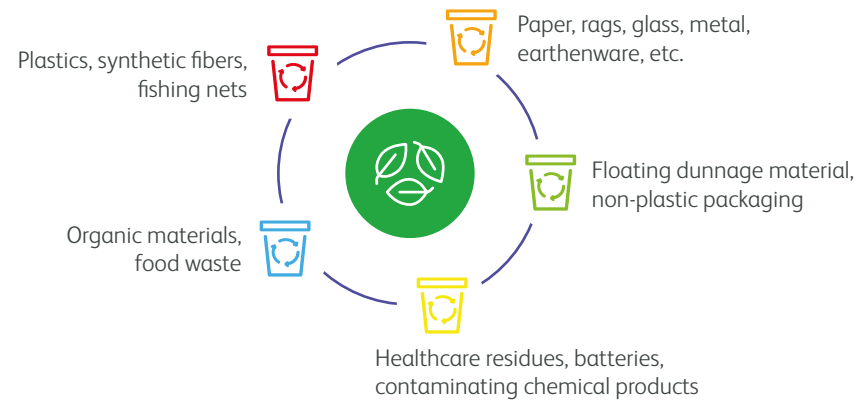 Paper, rags, glass, metal,
earthenware, etc.
Plastics, synthetic fibers,
fishing nets
Floating dunnage material,
non-plastic packaging
Organic materials,
food waste
Healthcare residues, batteries,
contaminating chemical products